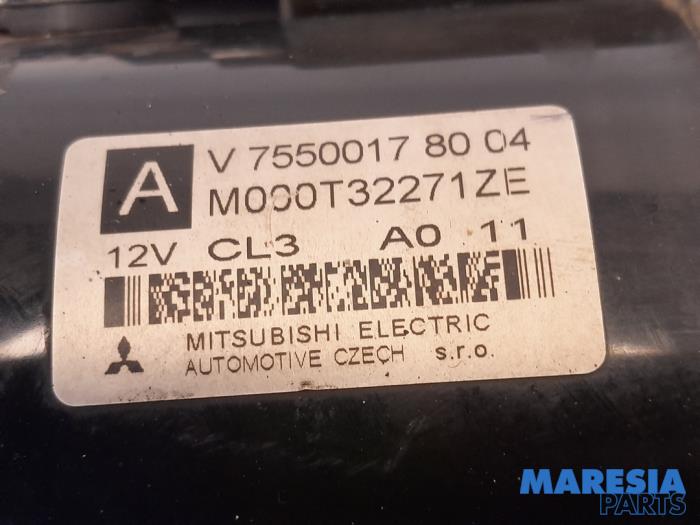 A
V 7550017 80 04
M000T32271ZE
12V CL3 A0 11
MITSUBISHI ELECTRIC
AUTOMOTIVE CZECH s.r.o.
MARESIA
PARTS